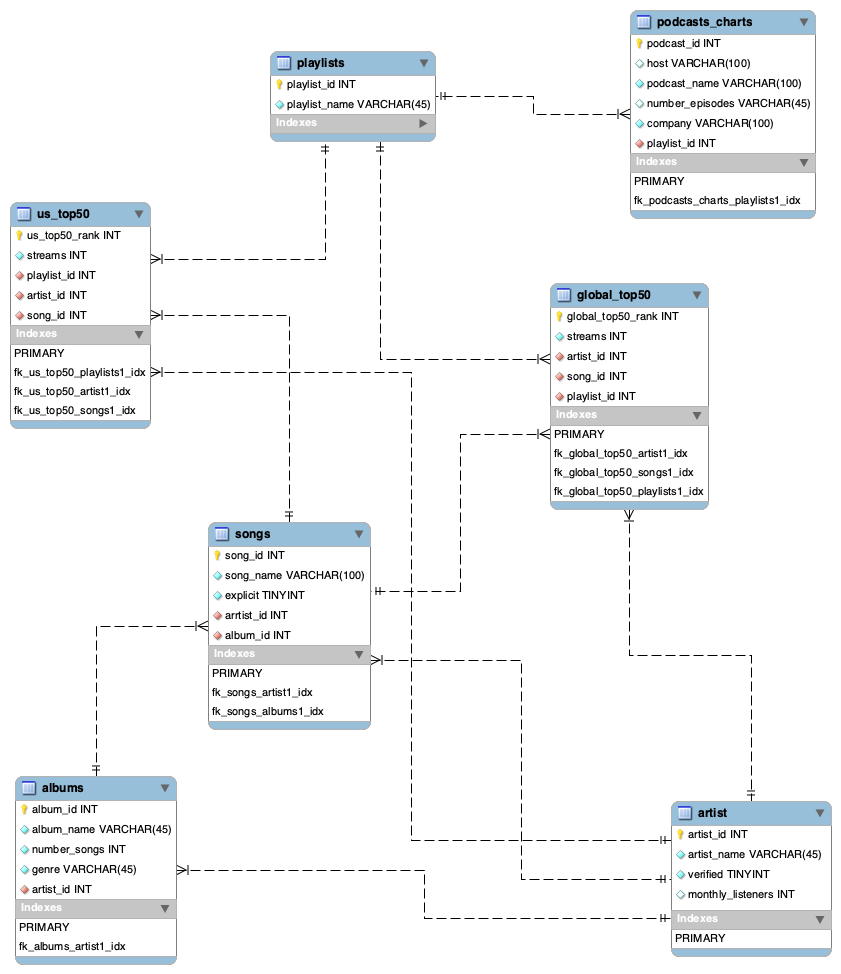 podcasts_charts
podcast_id INT
host VARCHAR(100)
podcast_name VARCHAR(100)
number_episodes VARCHAR(45)
company VARCHAR(100)
playlist_id INT
Indexes
PRIMARY
fk_podcasts_charts_playlists1_idx
playlists
playlist_id INT
playlist_name VARCHAR(45)
Indexes
us_top50
us_top50_rank INT
streams INT
playlist_id INT
artist_id INT
song_id INT
Indexes
PRIMARY
fk_us_top50_playlists1_idx
fk_us_top50_artist1_idx
fk_us_top50_songs1_idx
global_top50
global_top50_rank INT
streams INT
artist_id INT
song_id INT
playlist_id INT
Indexes
PRIMARY
fk_global_top50_artist1_idx
fk_global_top50_songs1_idx
fk_global_top50_playlists1_idx
songs
song_id INT
song_name VARCHAR(100)
explicit TINYINT
arrtist_id INT
album_id INT
Indexes
PRIMARY
fk_songs_artist1_idx
fk_songs_albums1_idx
albums
album_id INT
album_name VARCHAR(45)
number_songs INT
genre VARCHAR(45)
artist_id INT
Indexes
PRIMARY
fk_albums_artist1_idx
artist
artist_id INT
artist_name VARCHAR(45)
verified TINYINT
monthly_listeners INT
Indexes
PRIMARY